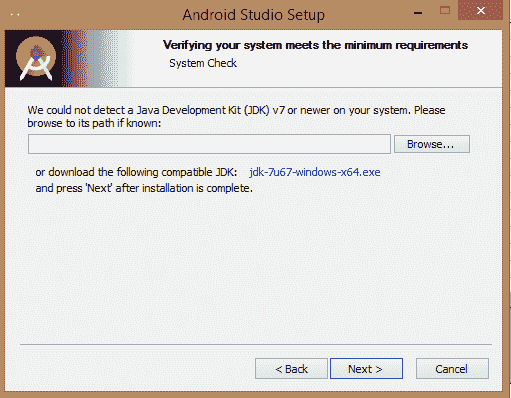 Android Studio Setup
Verifying your system meets the minimum requirements
System Check
We could not detect a Java Development Kit (JDK) v7 or newer on your system. Please
browse to its path if known:
Browse...
or download the following compatible JDK: jdk-7u67-windows-x64.exe
and press 'Next' after installation is complete.
< Back Next > Cancel